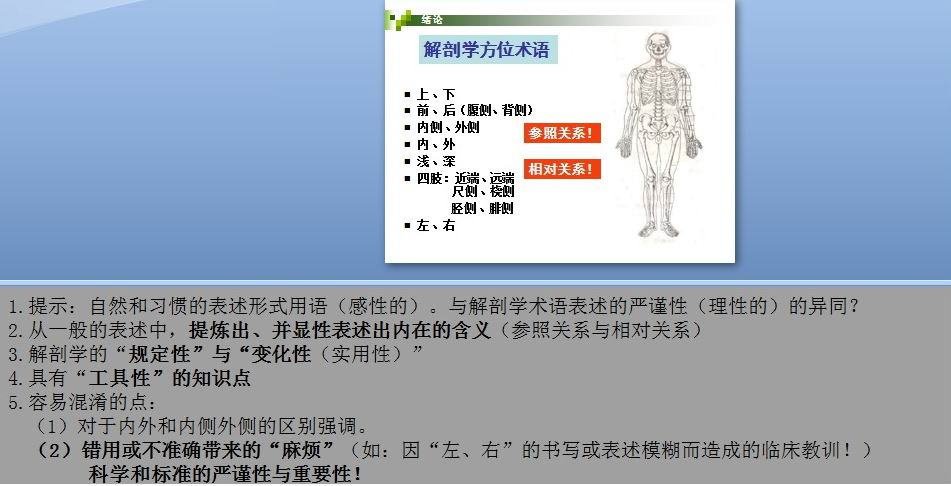 绪论
解剖学方位术语
■ 上、下
■ 前、后（腹侧、背侧）
■ 内侧、外侧
■ 内、外
■ 浅、深
■ 四肢：近端、远端
尺侧、桡侧
胫侧、腓侧
■ 左、右
参照关系！
相对关系！
1.提示：自然和习惯的表述形式用语（感性的）。与解剖学术语表述的严谨性（理性的）的异同？
2.从一般的表述中，提炼出、并显性表述出内在的含义（参照关系与相对关系）
3.解剖学的“规定性”与“变化性（实用性）”
4.具有“工具性”的知识点
5.容易混淆的点：
（1）对于内外和内侧外侧的区别强调。
（2）错用或不准确带来的“麻烦”（如：因“左、右”的书写或表述模糊而造成的临床教训！）
科学和标准的严谨性与重要性！